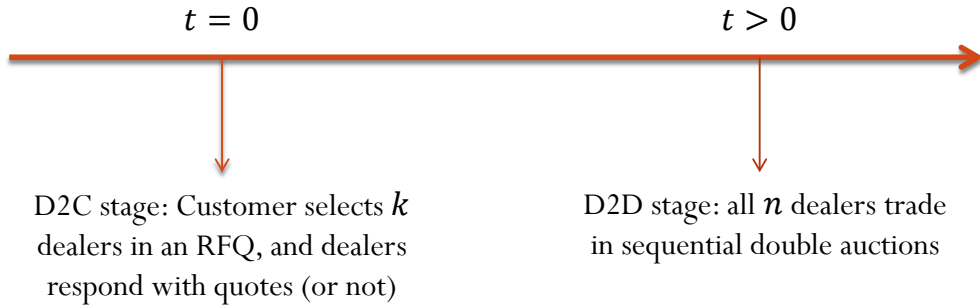 t = 0
t > 0
D2C stage: Customer selects k
dealers in an RFQ, and dealers
respond with quotes (or not)
D2D stage: all n dealers trade
in sequential double auctions